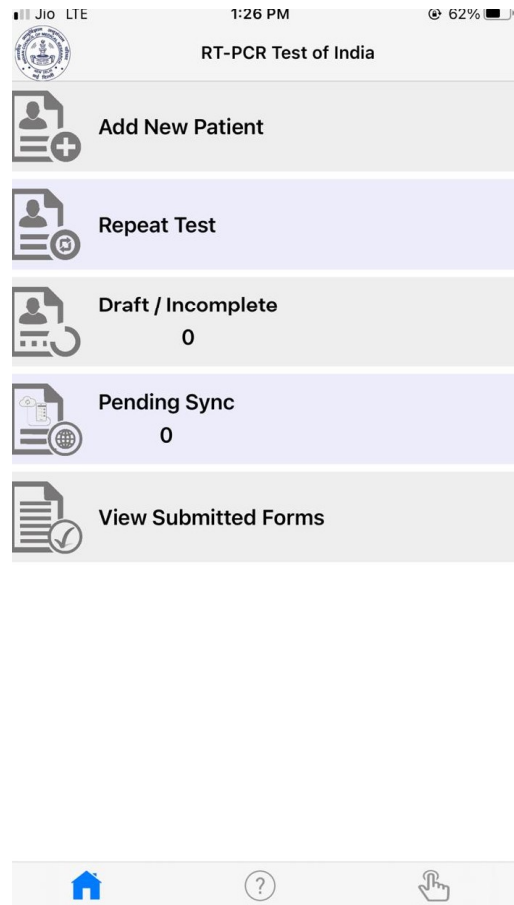 Jio LTE 1:26 PM 62%
RT-PCR Test of India
Add New Patient
Repeat Test
Draft / Incomplete
0
Pending Sync
0
View Submitted Forms
?